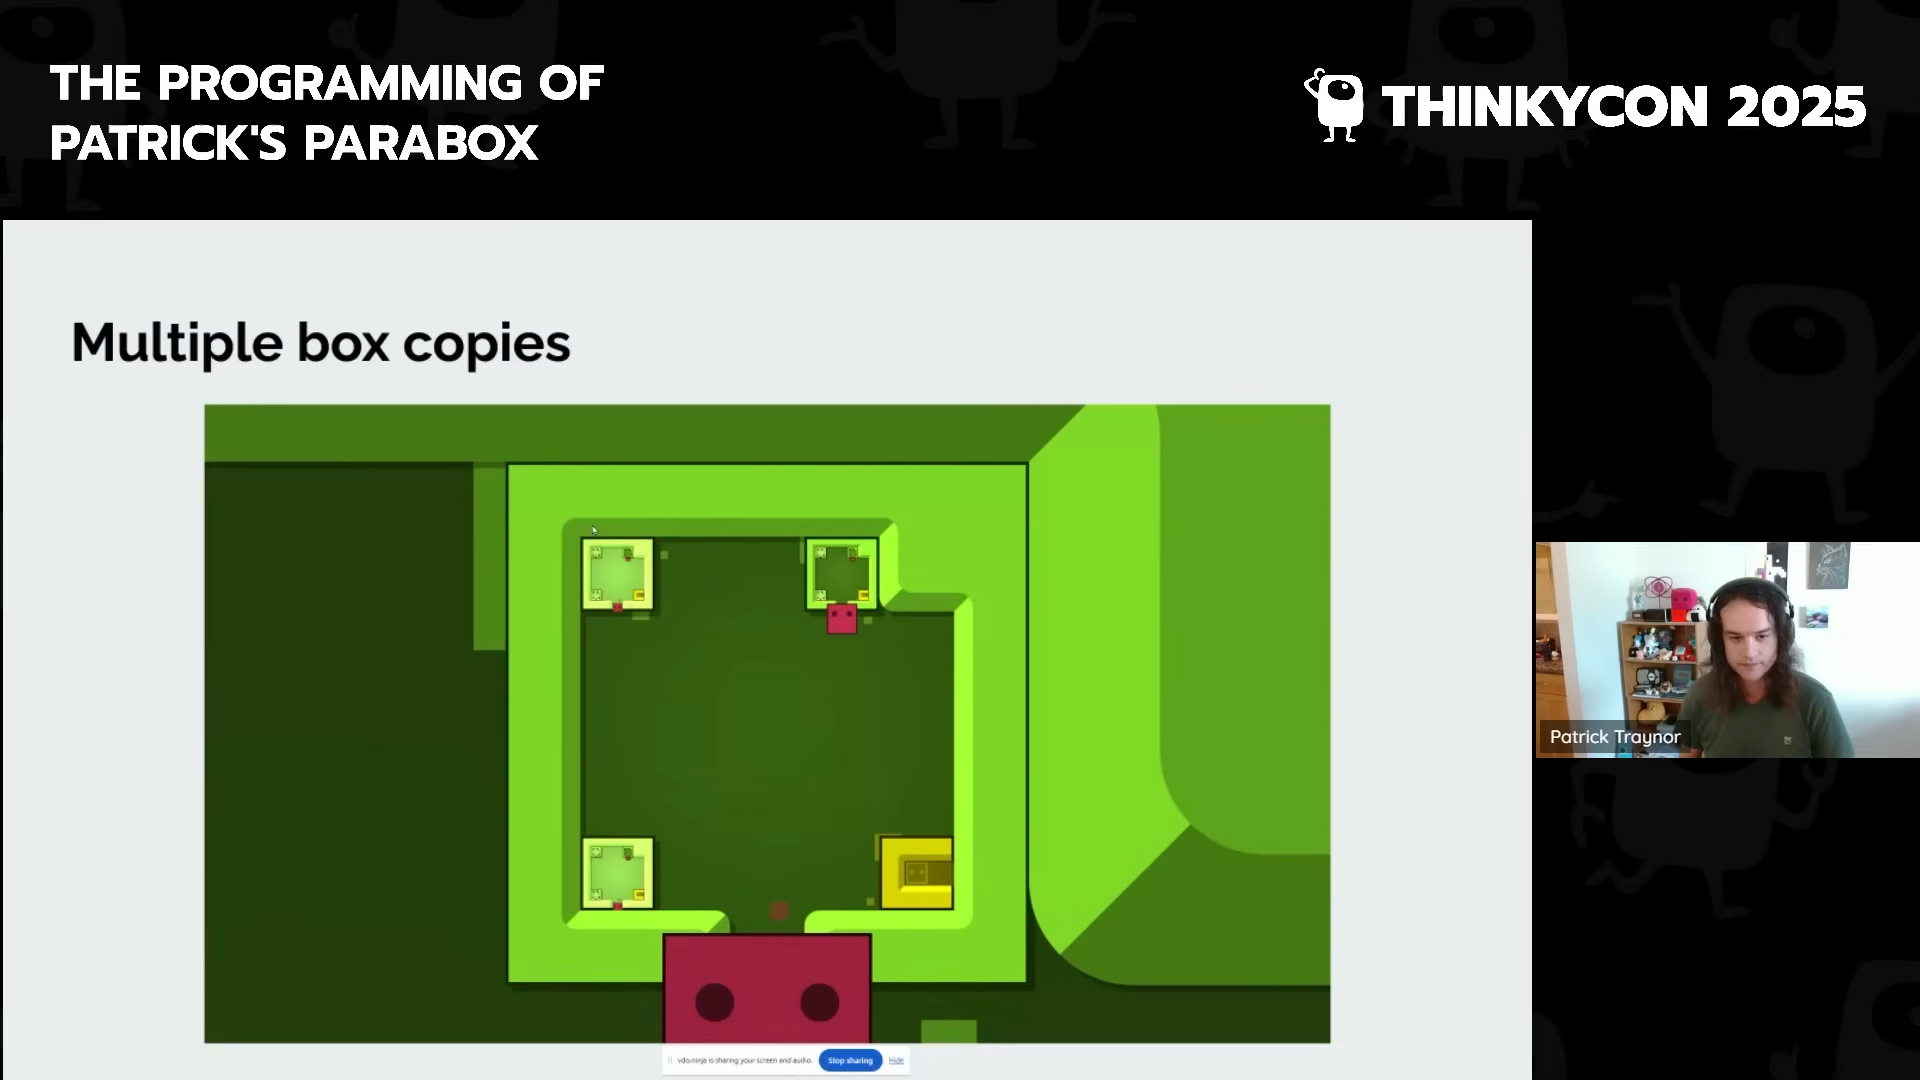 THE PROGRAMMING OF
PATRICK'S PARABOX
THINKYCON 2025
Multiple box copies
Patrick Traynor
vdo.ninja is sharing your screen and audio.
Stop sharing
Hide